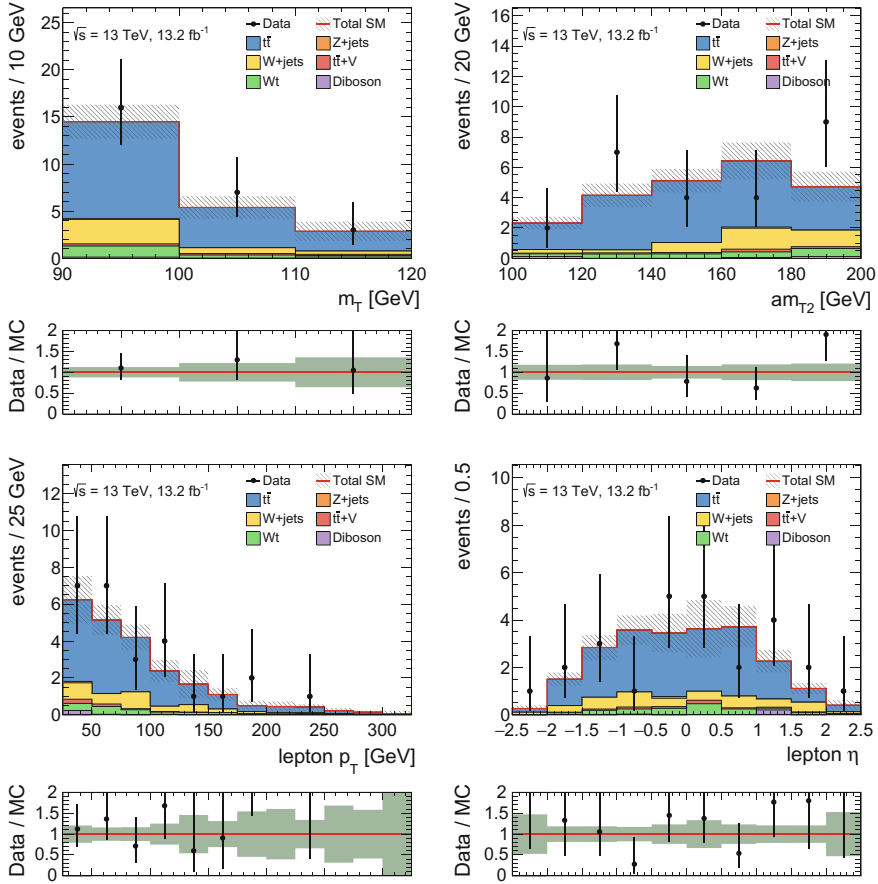 events / 10 GeV
25
20
15
10
5
0
√s = 13 TeV, 13.2 fb⁻¹
Data
tt̄
W+jets
Wt
Total SM
Z+jets
tt̄+V
Diboson
90 100 110 120
m_T [GeV]
Data / MC
2
1.5
1
0.5
0
events / 20 GeV
16
14
12
10
8
6
4
2
0
√s = 13 TeV, 13.2 fb⁻¹
Data
tt̄
W+jets
Wt
Total SM
Z+jets
tt̄+V
Diboson
100 120 140 160 180 200
am_T2 [GeV]
Data / MC
2
1.5
1
0.5
0
events / 25 GeV
12
10
8
6
4
2
0
√s = 13 TeV, 13.2 fb⁻¹
Data
tt̄
W+jets
Wt
Total SM
Z+jets
tt̄+V
Diboson
50 100 150 200 250 300
lepton p_T [GeV]
Data / MC
2
1.5
1
0.5
0
events / 0.5
10
8
6
4
2
0
√s = 13 TeV, 13.2 fb⁻¹
Data
tt̄
W+jets
Wt
Total SM
Z+jets
tt̄+V
Diboson
−2.5 −2 −1.5 −1 −0.5 0 0.5 1 1.5 2 2.5
lepton η
Data / MC
2
1.5
1
0.5
0